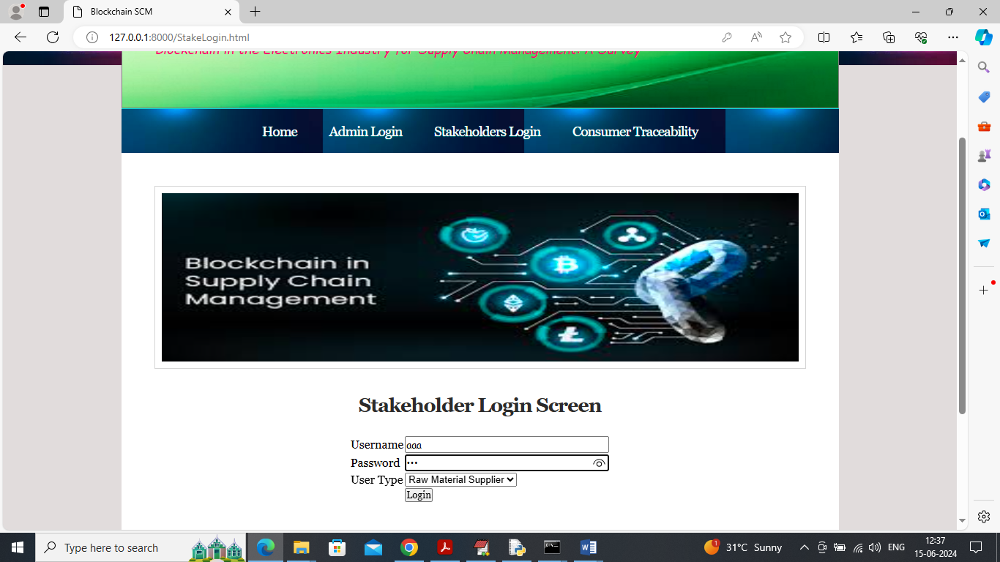 Blockchain SCM
127.0.0.1:8000/StakeLogin.html
Blockchain in the Electronics Industry for Supply Chain Management: A Survey
Home Admin Login Stakeholders Login Consumer Traceability
Blockchain in
Supply Chain
Management
Stakeholder Login Screen
Username aaa
Password •••
User Type Raw Material Supplier
Login
Type here to search
1
31°C Sunny
ENG
12:37
15-06-2024